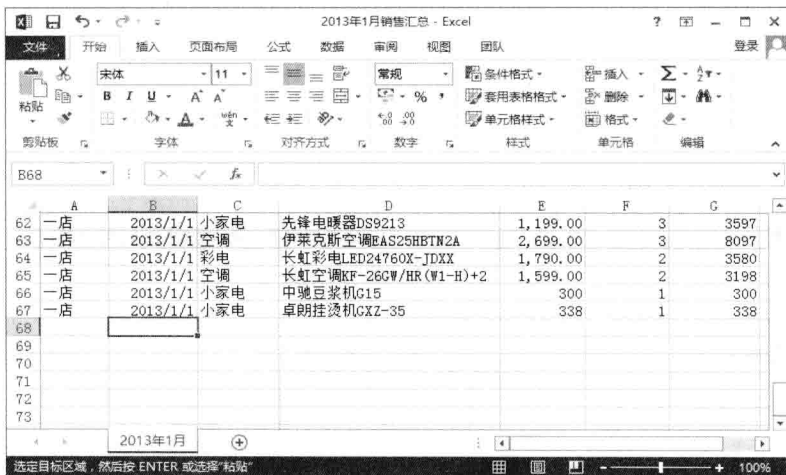 2013年1月销售汇总 - Excel
文件 开始 插入 页面布局 公式 数据 审阅 视图 团队 登录
宋体 11 常规 条件格式 插入
粘贴 B I U A A % 套用表格格式 删除
A wén 文 单元格样式 格式
剪贴板 字体 对齐方式 数字 样式 单元格 编辑
B68 fx
A B C D E F G
62 一店 2013/1/1 小家电 先锋电暖器DS9213 1,199.00 3 3597
63 一店 2013/1/1 空调 伊莱克斯空调EAS25HBTN2A 2,699.00 3 8097
64 一店 2013/1/1 彩电 长虹彩电LED24760X-JDXX 1,790.00 2 3580
65 一店 2013/1/1 空调 长虹空调KF-26GW/HR(W1-H)+2 1,599.00 2 3198
66 一店 2013/1/1 小家电 中驰豆浆机G15 300 1 300
67 一店 2013/1/1 小家电 卓朗挂烫机GXZ-35 338 1 338
68
69
70
71
72
73
2013年1月
选定目标区域，然后按 ENTER 或选择"粘贴" 100%